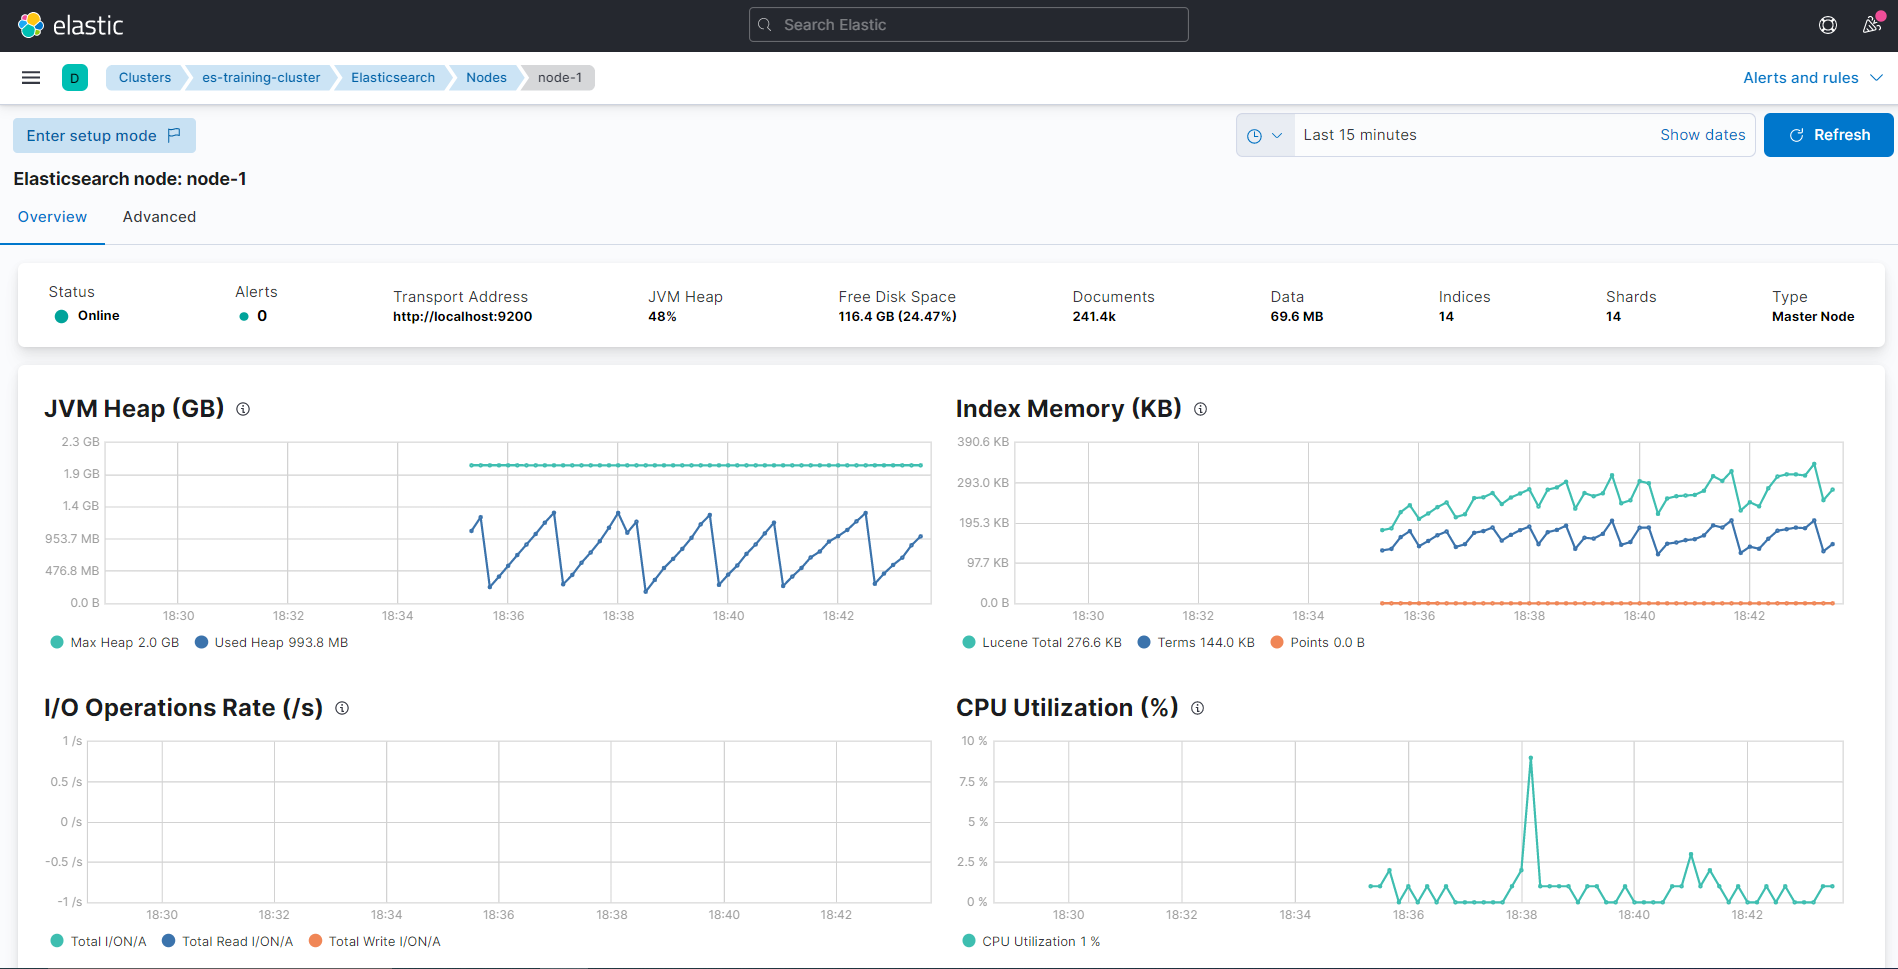 elastic
Search Elastic
D
Clusters
es-training-cluster
Elasticsearch
Nodes
node-1
Alerts and rules
Enter setup mode
Last 15 minutes
Show dates
Refresh
Elasticsearch node: node-1
Overview
Advanced
Status
Online
Alerts
0
Transport Address
http://localhost:9200
JVM Heap
48%
Free Disk Space
116.4 GB (24.47%)
Documents
241.4k
Data
69.6 MB
Indices
14
Shards
14
Type
Master Node
JVM Heap (GB)
2.3 GB
1.9 GB
1.4 GB
953.7 MB
476.8 MB
0.0 B
18:30
18:32
18:34
18:36
18:38
18:40
18:42
Max Heap 2.0 GB
Used Heap 993.8 MB
Index Memory (KB)
390.6 KB
293.0 KB
195.3 KB
97.7 KB
0.0 B
18:30
18:32
18:34
18:36
18:38
18:40
18:42
Lucene Total 276.6 KB
Terms 144.0 KB
Points 0.0 B
I/O Operations Rate (/s)
1 /s
0.5 /s
0 /s
-0.5 /s
-1 /s
18:30
18:32
18:34
18:36
18:38
18:40
18:42
Total I/ON/A
Total Read I/ON/A
Total Write I/ON/A
CPU Utilization (%)
10 %
7.5 %
5 %
2.5 %
0 %
18:30
18:32
18:34
18:36
18:38
18:40
18:42
CPU Utilization 1 %